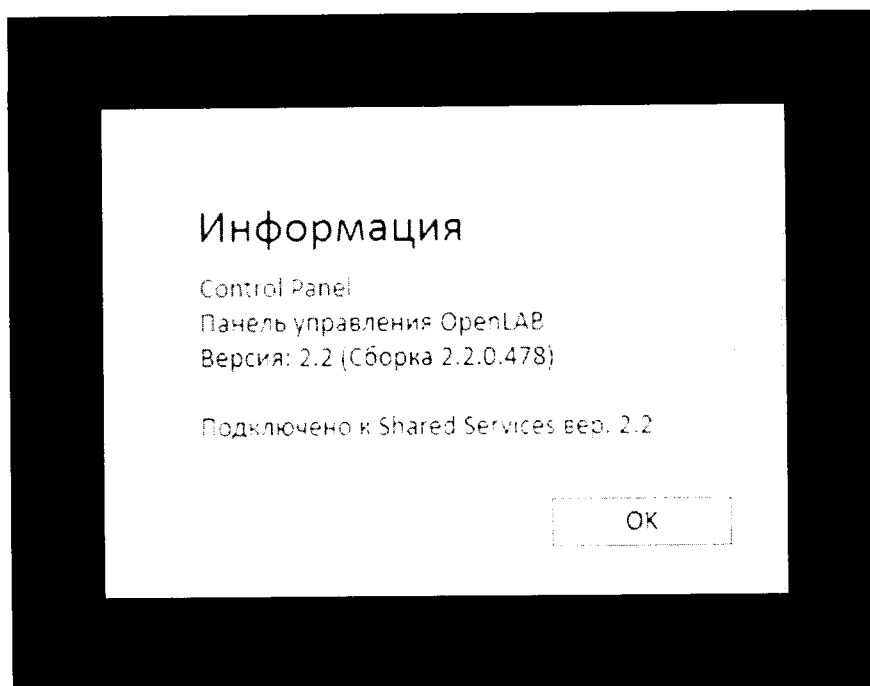 Информация
Control Panel
Панель управления OpenLAB
Версия: 2.2 (Сборка 2.2.0.478)
Подключено к Shared Services вер. 2.2
OK